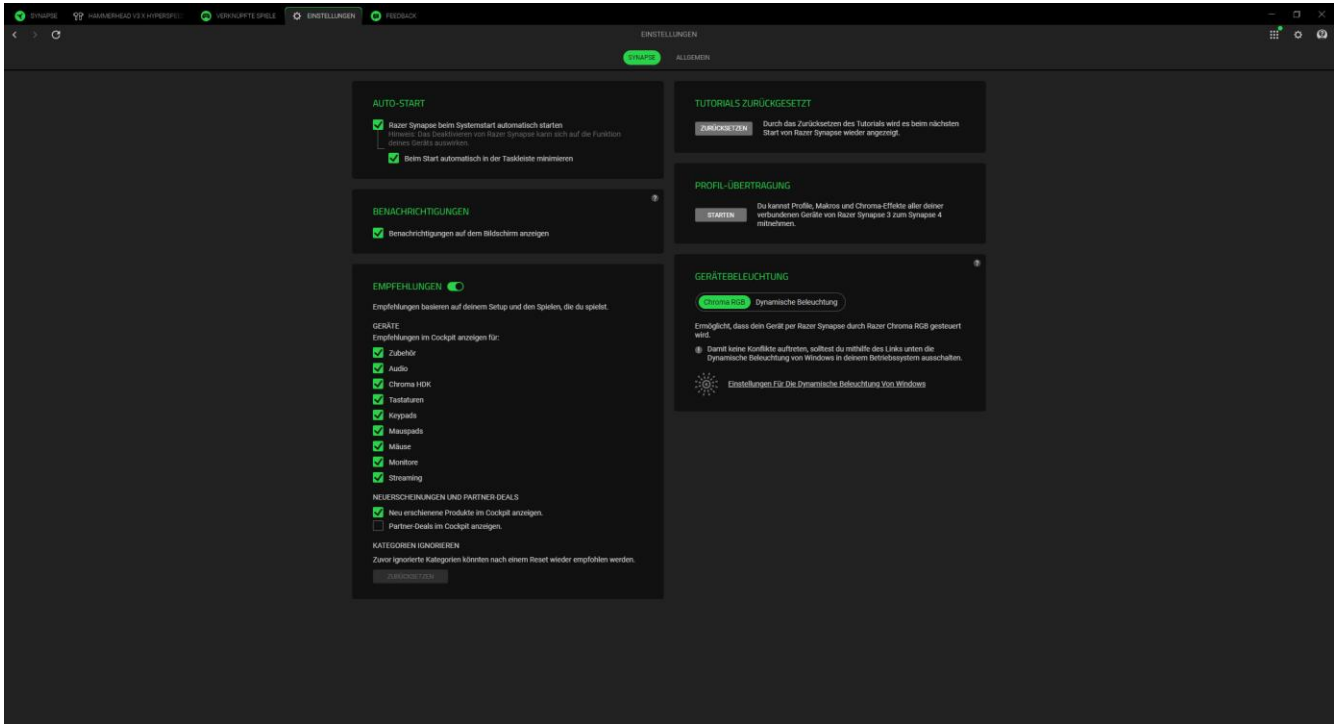 SYNAPSE
HAMMERHEAD V3 X HYPERSPE
VERKNÜPFTE SPIELE
EINSTELLUNGEN
FEEDBACK
EINSTELLUNGEN
SYNAPSE
ALLGEMEIN
AUTO-START
Razer Synapse beim Systemstart automatisch starten
Hinweis: Das Deaktivieren von Razer Synapse kann sich auf die Funktion
deines Geräts auswirken.
Beim Start automatisch in der Taskleiste minimieren
BENACHRICHTIGUNGEN
Benachrichtigungen auf dem Bildschirm anzeigen
EMPFEHLUNGEN
Empfehlungen basieren auf deinem Setup und den Spielen, die du spielst.
GERÄTE
Empfehlungen im Cockpit anzeigen für:
Zubehör
Audio
Chroma HDK
Tastaturen
Keypads
Mauspads
Mäuse
Monitore
Streaming
NEUERSCHEINUNGEN UND PARTNER-DEALS
Neu erschienene Produkte im Cockpit anzeigen.
Partner-Deals im Cockpit anzeigen.
KATEGORIEN IGNORIEREN
Zuvor ignorierte Kategorien könnten nach einem Reset wieder empfohlen werden.
ZURÜCKSETZEN
TUTORIALS ZURÜCKGESETZT
ZURÜCKSETZEN
Durch das Zurücksetzen des Tutorials wird es beim nächsten
Start von Razer Synapse wieder angezeigt.
PROFIL-ÜBERTRAGUNG
STARTEN
Du kannst Profile, Makros und Chroma-Effekte aller deiner
verbundenen Geräte von Razer Synapse 3 zum Synapse 4
mitnehmen.
GERÄTEBELEUCHTUNG
Chroma RGB
Dynamische Beleuchtung
Ermöglicht, dass dein Gerät per Razer Synapse durch Razer Chroma RGB gesteuert
wird.
Damit keine Konflikte auftreten, solltest du mithilfe des Links unten die
Dynamische Beleuchtung von Windows in deinem Betriebssystem ausschalten.
Einstellungen Für Die Dynamische Beleuchtung Von Windows